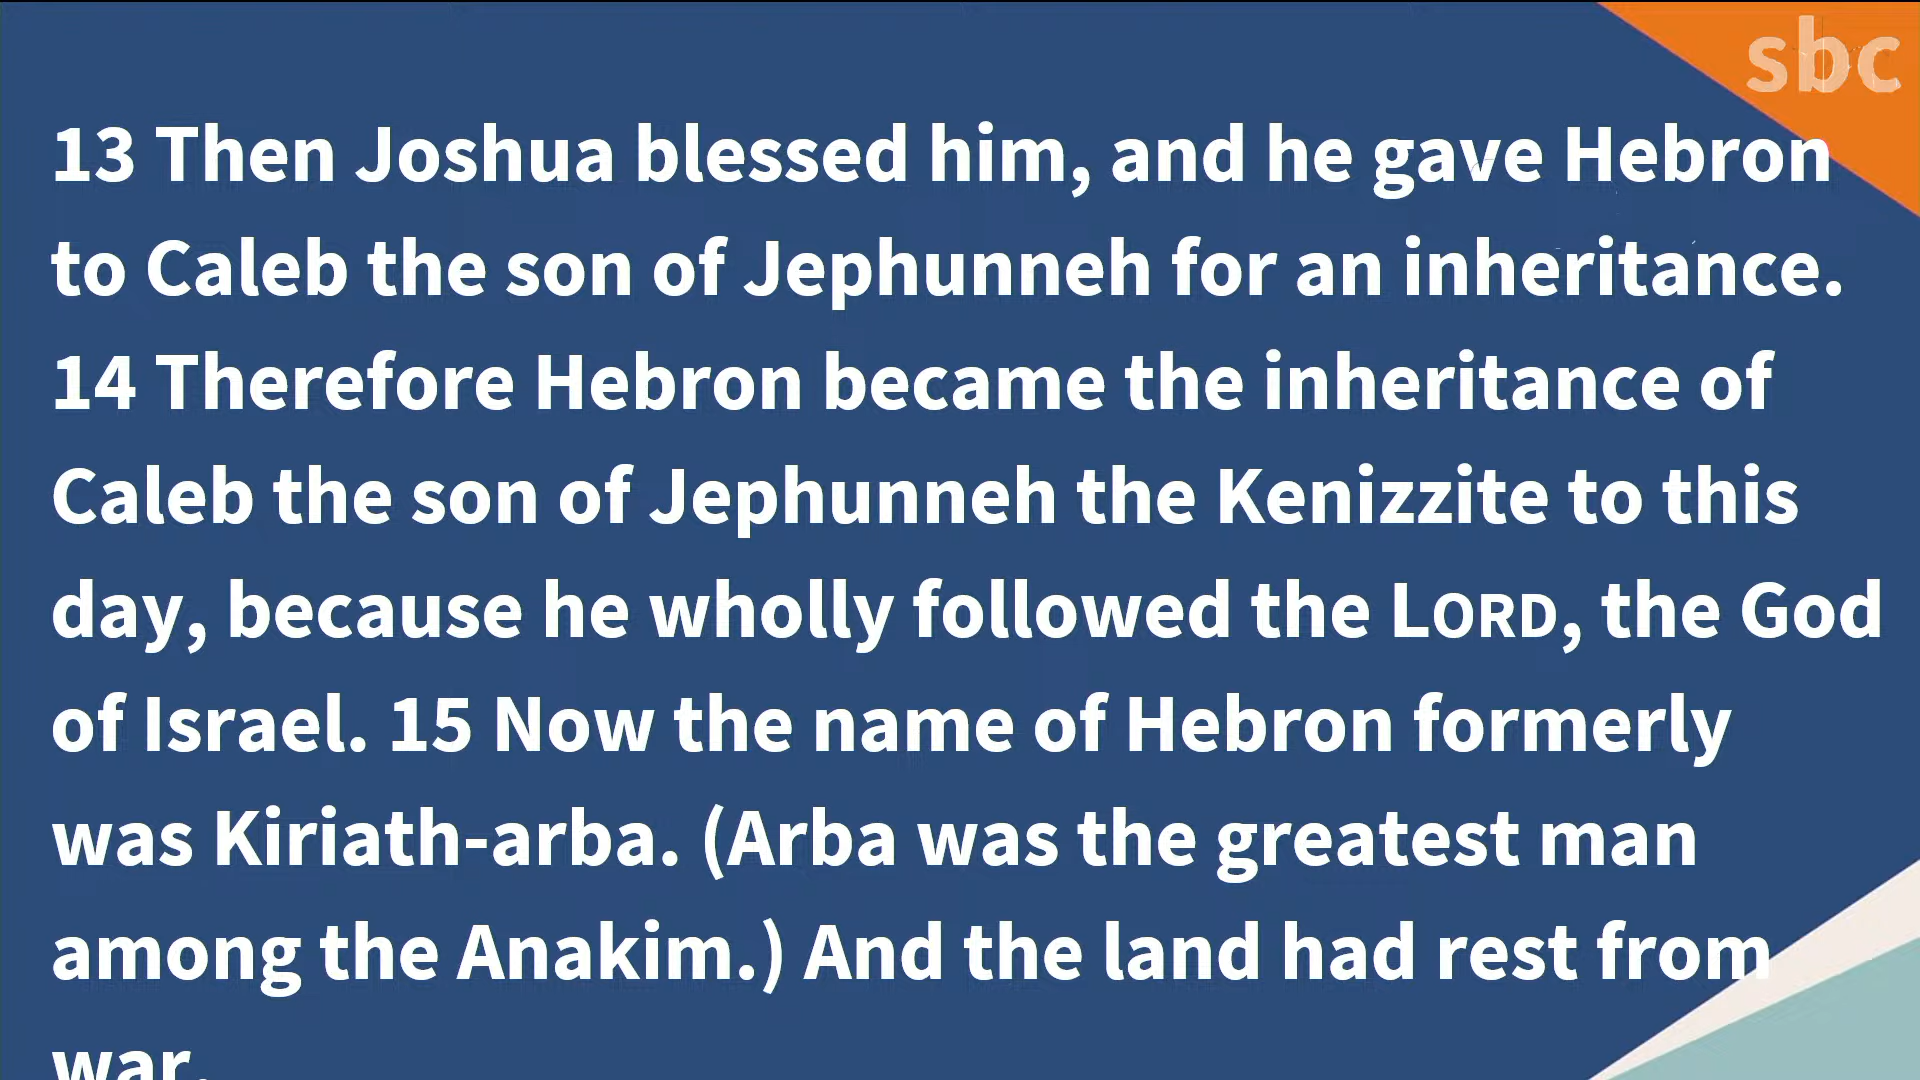 sbc
13 Then Joshua blessed him, and he gave Hebron
to Caleb the son of Jephunneh for an inheritance.
14 Therefore Hebron became the inheritance of
Caleb the son of Jephunneh the Kenizzite to this
day, because he wholly followed the LORD, the God
of Israel. 15 Now the name of Hebron formerly
was Kiriath-arba. (Arba was the greatest man
among the Anakim.) And the land had rest from
war.